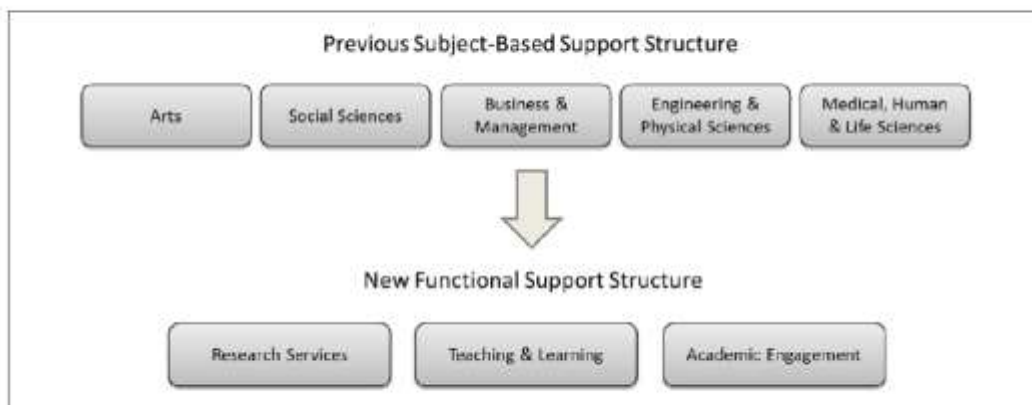 Previous Subject-Based Support Structure
Arts
Social Sciences
Business &
Management
Engineering &
Physical Sciences
Medical, Human
& Life Sciences
New Functional Support Structure
Research Services
Teaching & Learning
Academic Engagement